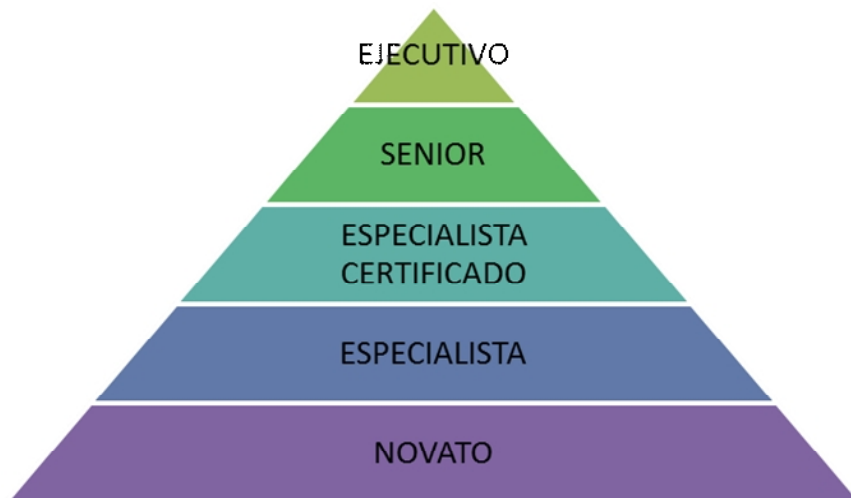 EJECUTIVO
SENIOR
ESPECIALISTA
CERTIFICADO
ESPECIALISTA
NOVATO